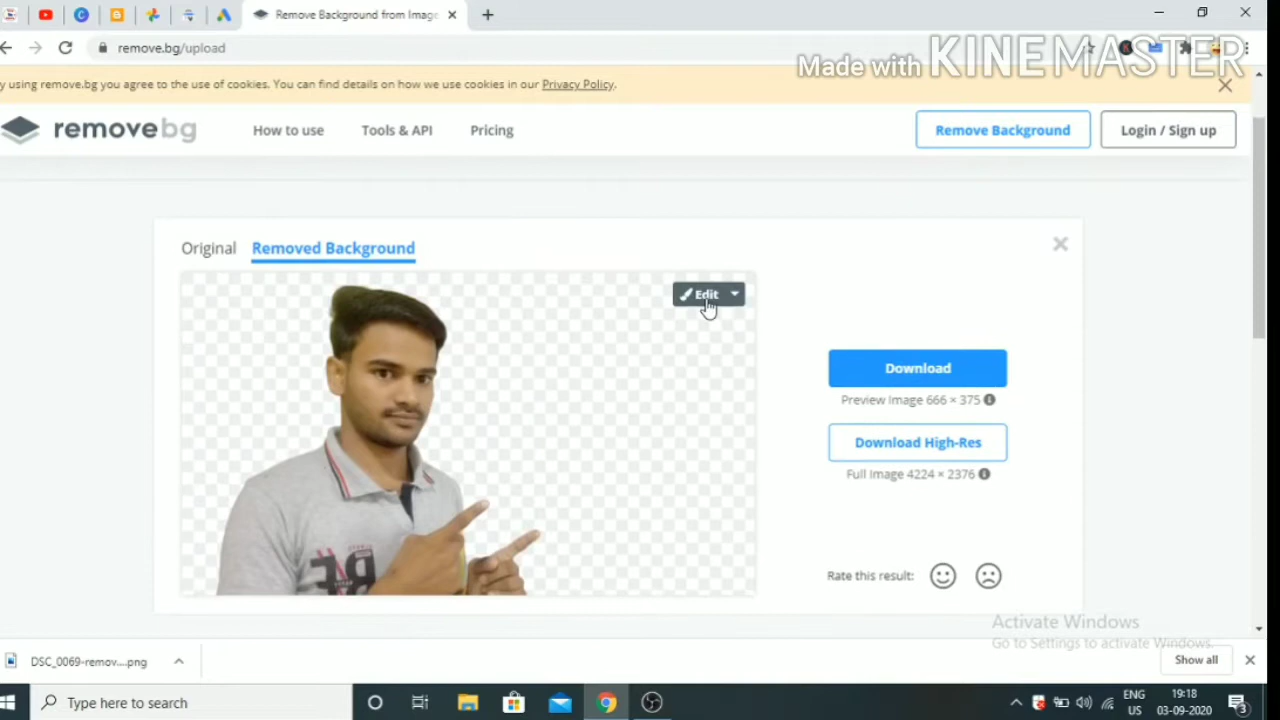 Remove Background from Image
remove.bg/upload
Made with KINEMASTER
y using remove.bg you agree to the use of cookies. You can find details on how we use cookies in our Privacy Policy.
removebg
How to use
Tools & API
Pricing
Remove Background
Login / Sign up
Original
Removed Background
Edit
Download
Preview Image 666 × 375
Download High-Res
Full Image 4224 × 2376
Rate this result:
Activate Windows
Go to Settings to activate Windows.
DSC_0069-remov....png
Show all
Type here to search
ENG
US
19:18
03-09-2020
3